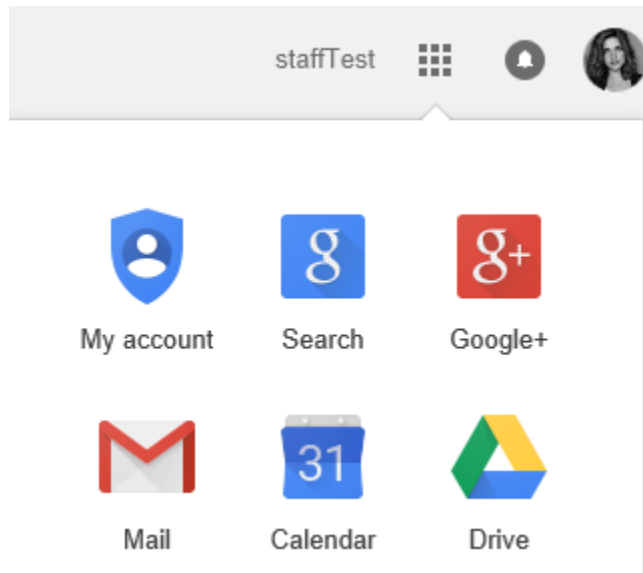 staffTest
g g+
My account Search Google+
31
Mail Calendar Drive